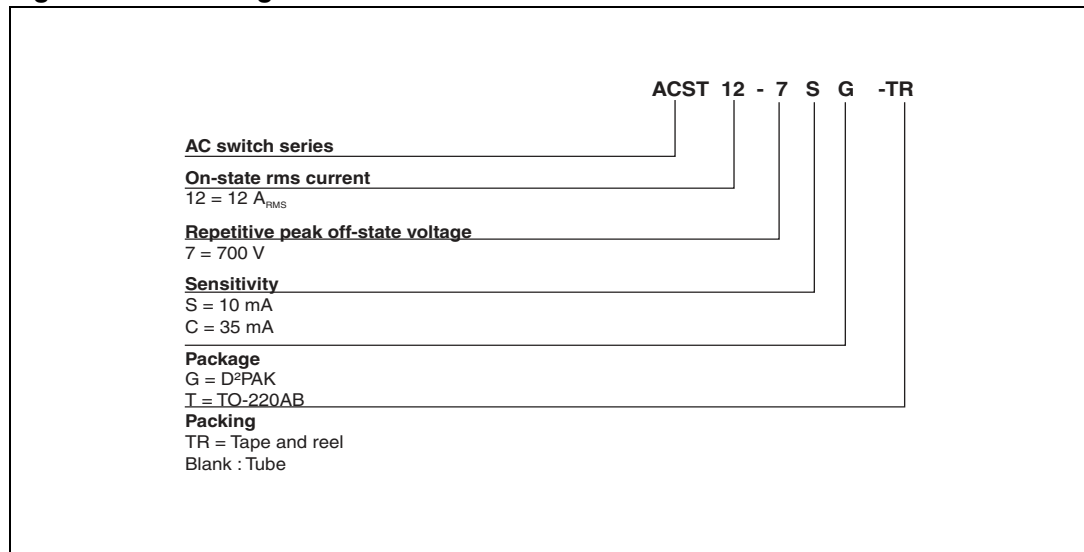 ACST 12 - 7 S G -TR
AC switch series
On-state rms current
12 = 12 ARMS
Repetitive peak off-state voltage
7 = 700 V
Sensitivity
S = 10 mA
C = 35 mA
Package
G = D²PAK
T = TO-220AB
Packing
TR = Tape and reel
Blank : Tube